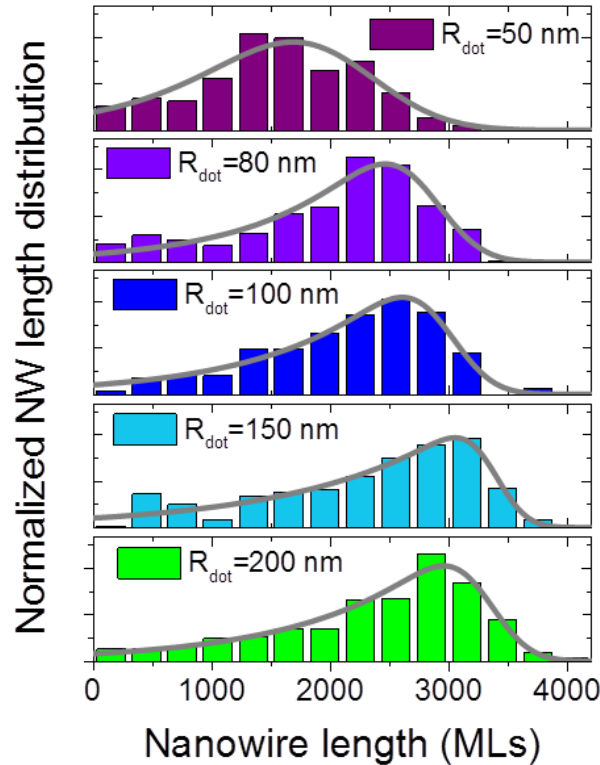 Normalized NW length distribution
R_dot=50 nm
R_dot=80 nm
R_dot=100 nm
R_dot=150 nm
R_dot=200 nm
0 1000 2000 3000 4000
Nanowire length (MLs)